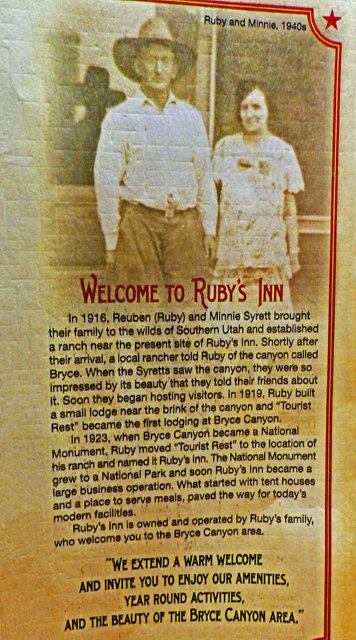 Ruby and Minnie, 1940s
WELCOME TO RUBY'S INN
In 1916, Reuben (Ruby) and Minnie Syrett brought
their family to the wilds of Southern Utah and established
a ranch near the present site of Ruby's Inn. Shortly after
their arrival, a local rancher told Ruby of the canyon called
Bryce. When the Syretts saw the canyon, they were so
impressed by its beauty that they told their friends about
it. Soon they began hosting visitors. In 1919, Ruby built
a small lodge near the brink of the canyon and "Tourist
Rest" became the first lodging at Bryce Canyon.
In 1923, when Bryce Canyon became a National
Monument, Ruby moved "Tourist Rest" to the location of
his ranch and named it Ruby's Inn. The National Monument
grew to a National Park and soon Ruby's Inn became a
large business operation. What started with tent houses
and a place to serve meals, paved the way for today's
modern facilities.
Ruby's Inn is owned and operated by Ruby's family,
who welcome you to the Bryce Canyon area.
"WE EXTEND A WARM WELCOME
AND INVITE YOU TO ENJOY OUR AMENITIES,
YEAR ROUND ACTIVITIES,
AND THE BEAUTY OF THE BRYCE CANYON AREA."